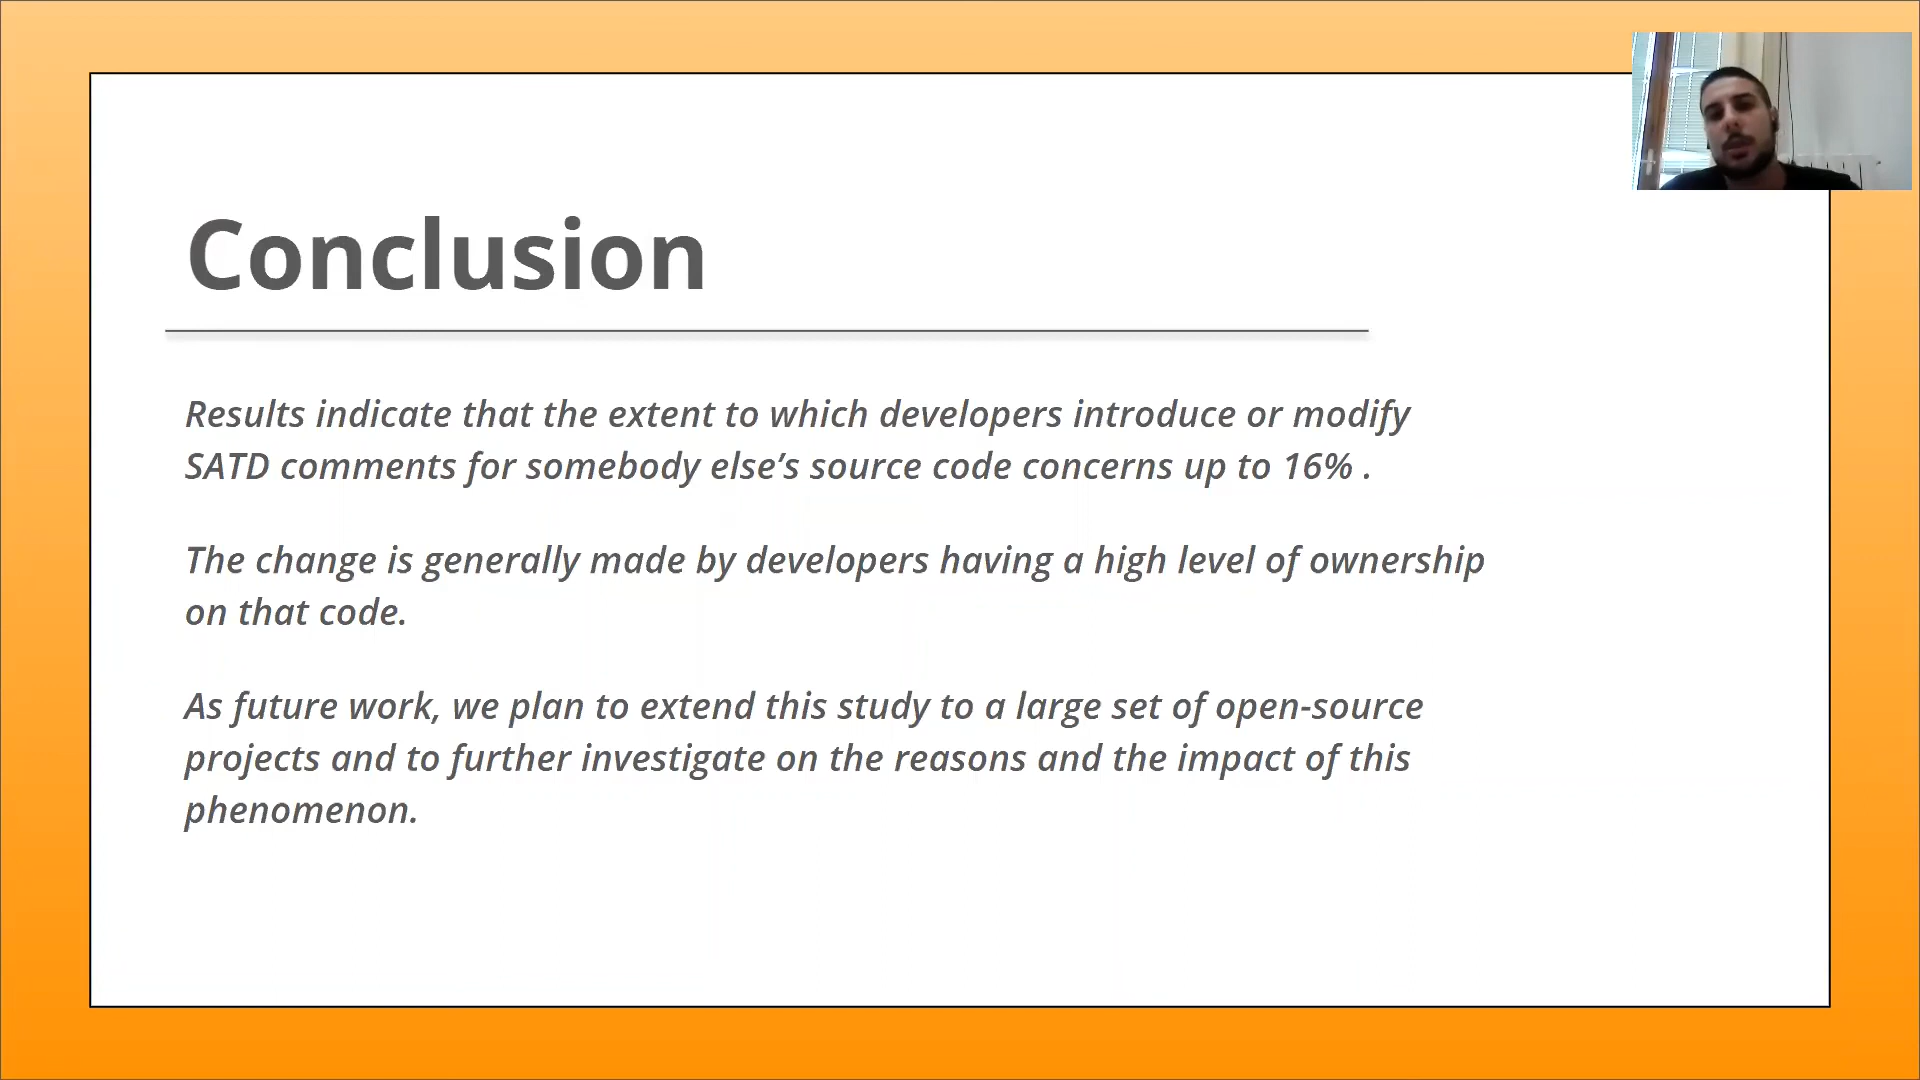 Conclusion
Results indicate that the extent to which developers introduce or modify
SATD comments for somebody else’s source code concerns up to 16% .
The change is generally made by developers having a high level of ownership
on that code.
As future work, we plan to extend this study to a large set of open-source
projects and to further investigate on the reasons and the impact of this
phenomenon.